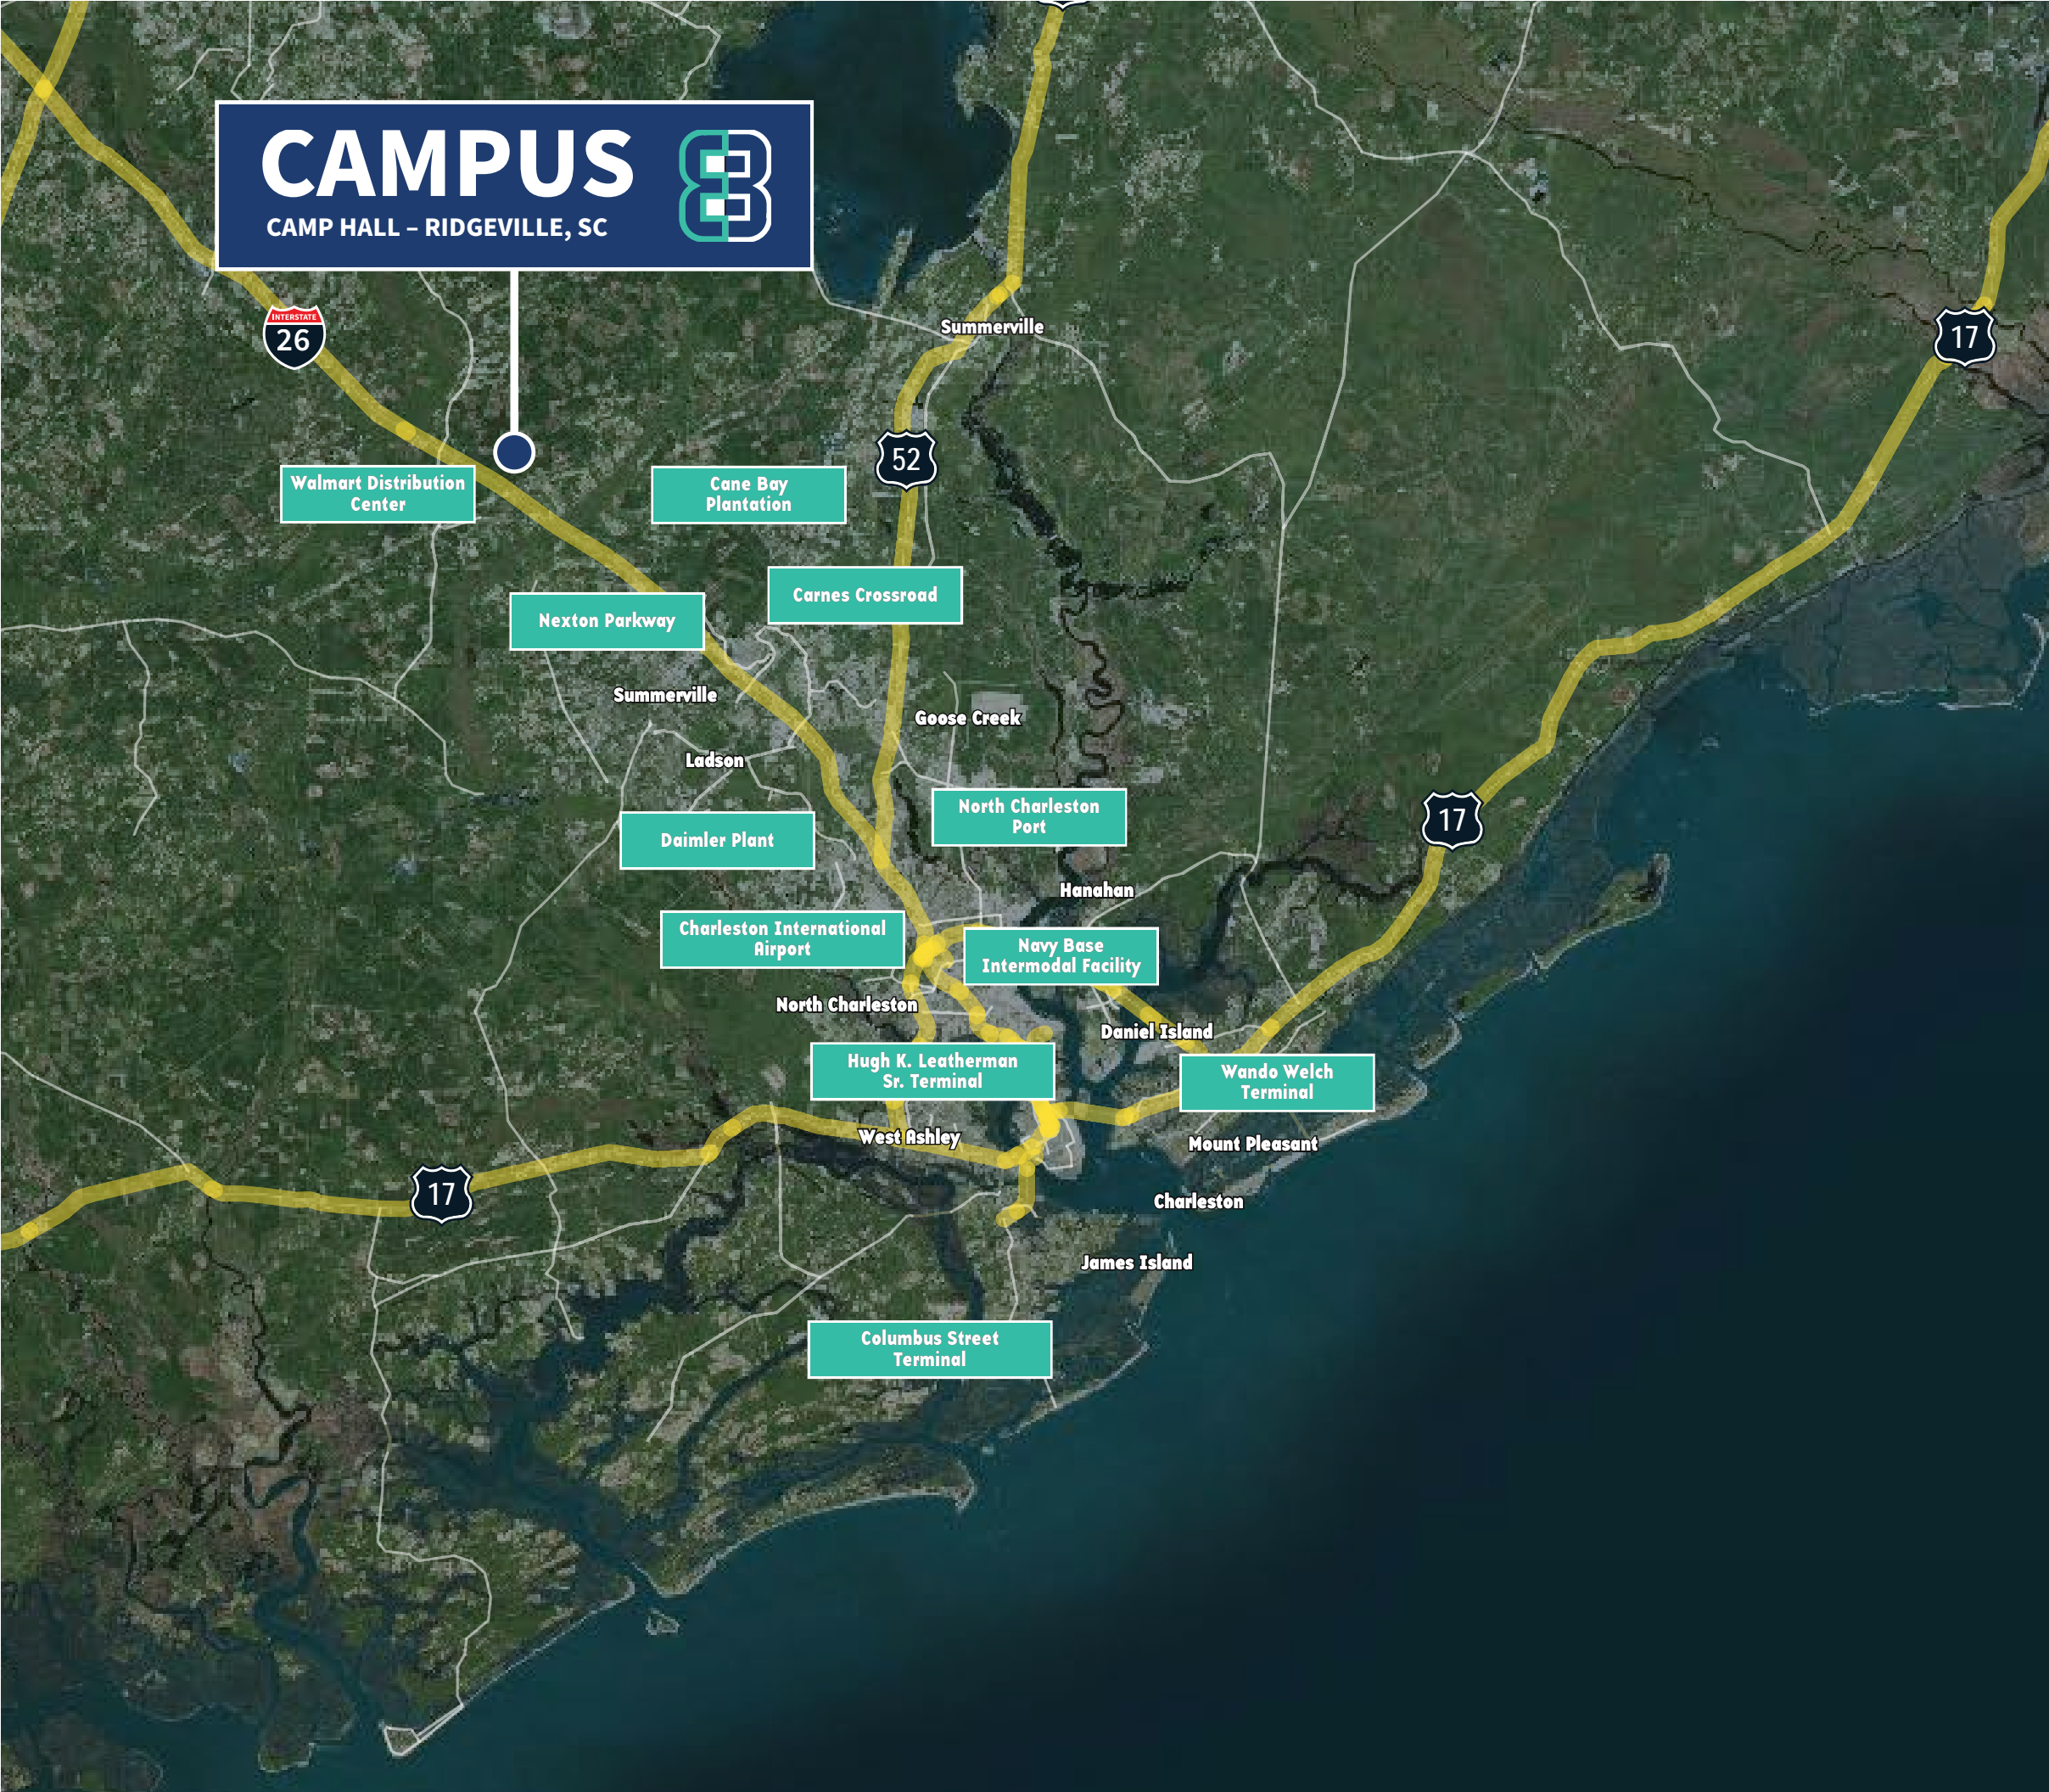 CAMPUS
CAMP HALL – RIDGEVILLE, SC
INTERSTATE
26
Summerville
17
52
Walmart Distribution
Center
Cane Bay
Plantation
Carnes Crossroad
Nexton Parkway
Summerville
Goose Creek
Ladson
North Charleston
Port
17
Daimler Plant
Hanahan
Charleston International
Airport
Navy Base
Intermodal Facility
North Charleston
Daniel Island
Hugh K. Leatherman
Sr. Terminal
Wando Welch
Terminal
West Ashley
Mount Pleasant
17
Charleston
James Island
Columbus Street
Terminal